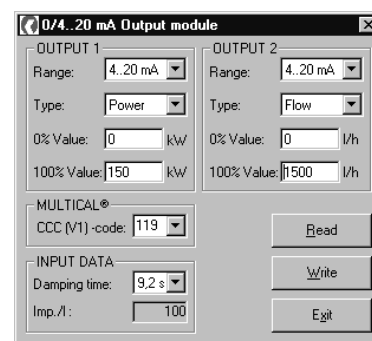 0/4..20 mA Output module
OUTPUT 1
Range: 4..20 mA
Type: Power
0% Value: 0 kW
100% Value: 150 kW
OUTPUT 2
Range: 4..20 mA
Type: Flow
0% Value: 0 l/h
100% Value: 1500 l/h
MULTICAL®
CCC (V1) -code: 119
INPUT DATA
Damping time: 9,2 s
Imp./l : 100
Read
Write
Exit